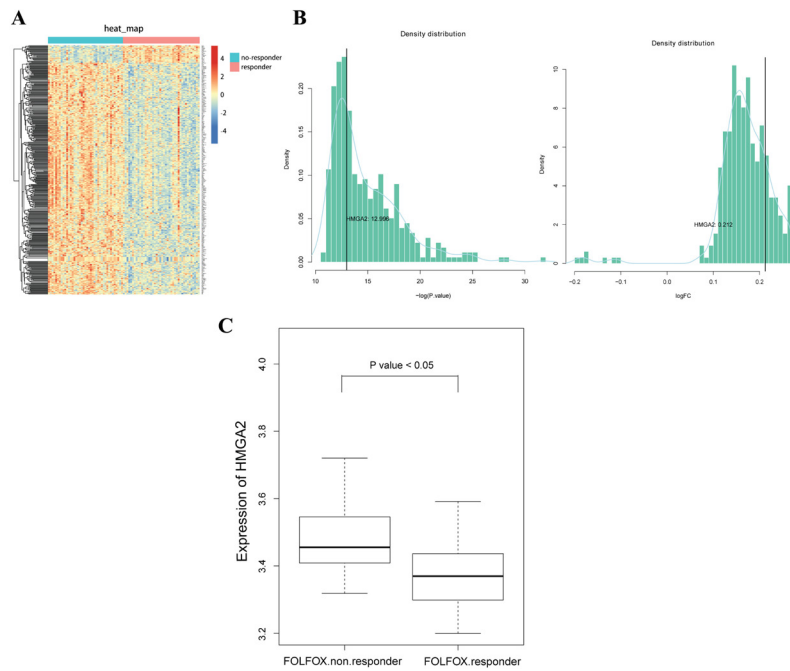 A
heat_map
no-responder
responder
4
2
0
-2
-4
B
Density distribution
Density
0.20
0.15
0.10
0.05
0.00
HMGA2: 12.996
10 15 20 25 30
−log(P.value)
Density distribution
Density
10
8
6
4
2
0
HMGA2: 0.212
−0.2 −0.1 0.0 0.1 0.2
logFC
C
Expression of HMGA2
4.0
3.8
3.6
3.4
3.2
P value < 0.05
FOLFOX.non.responder FOLFOX.responder